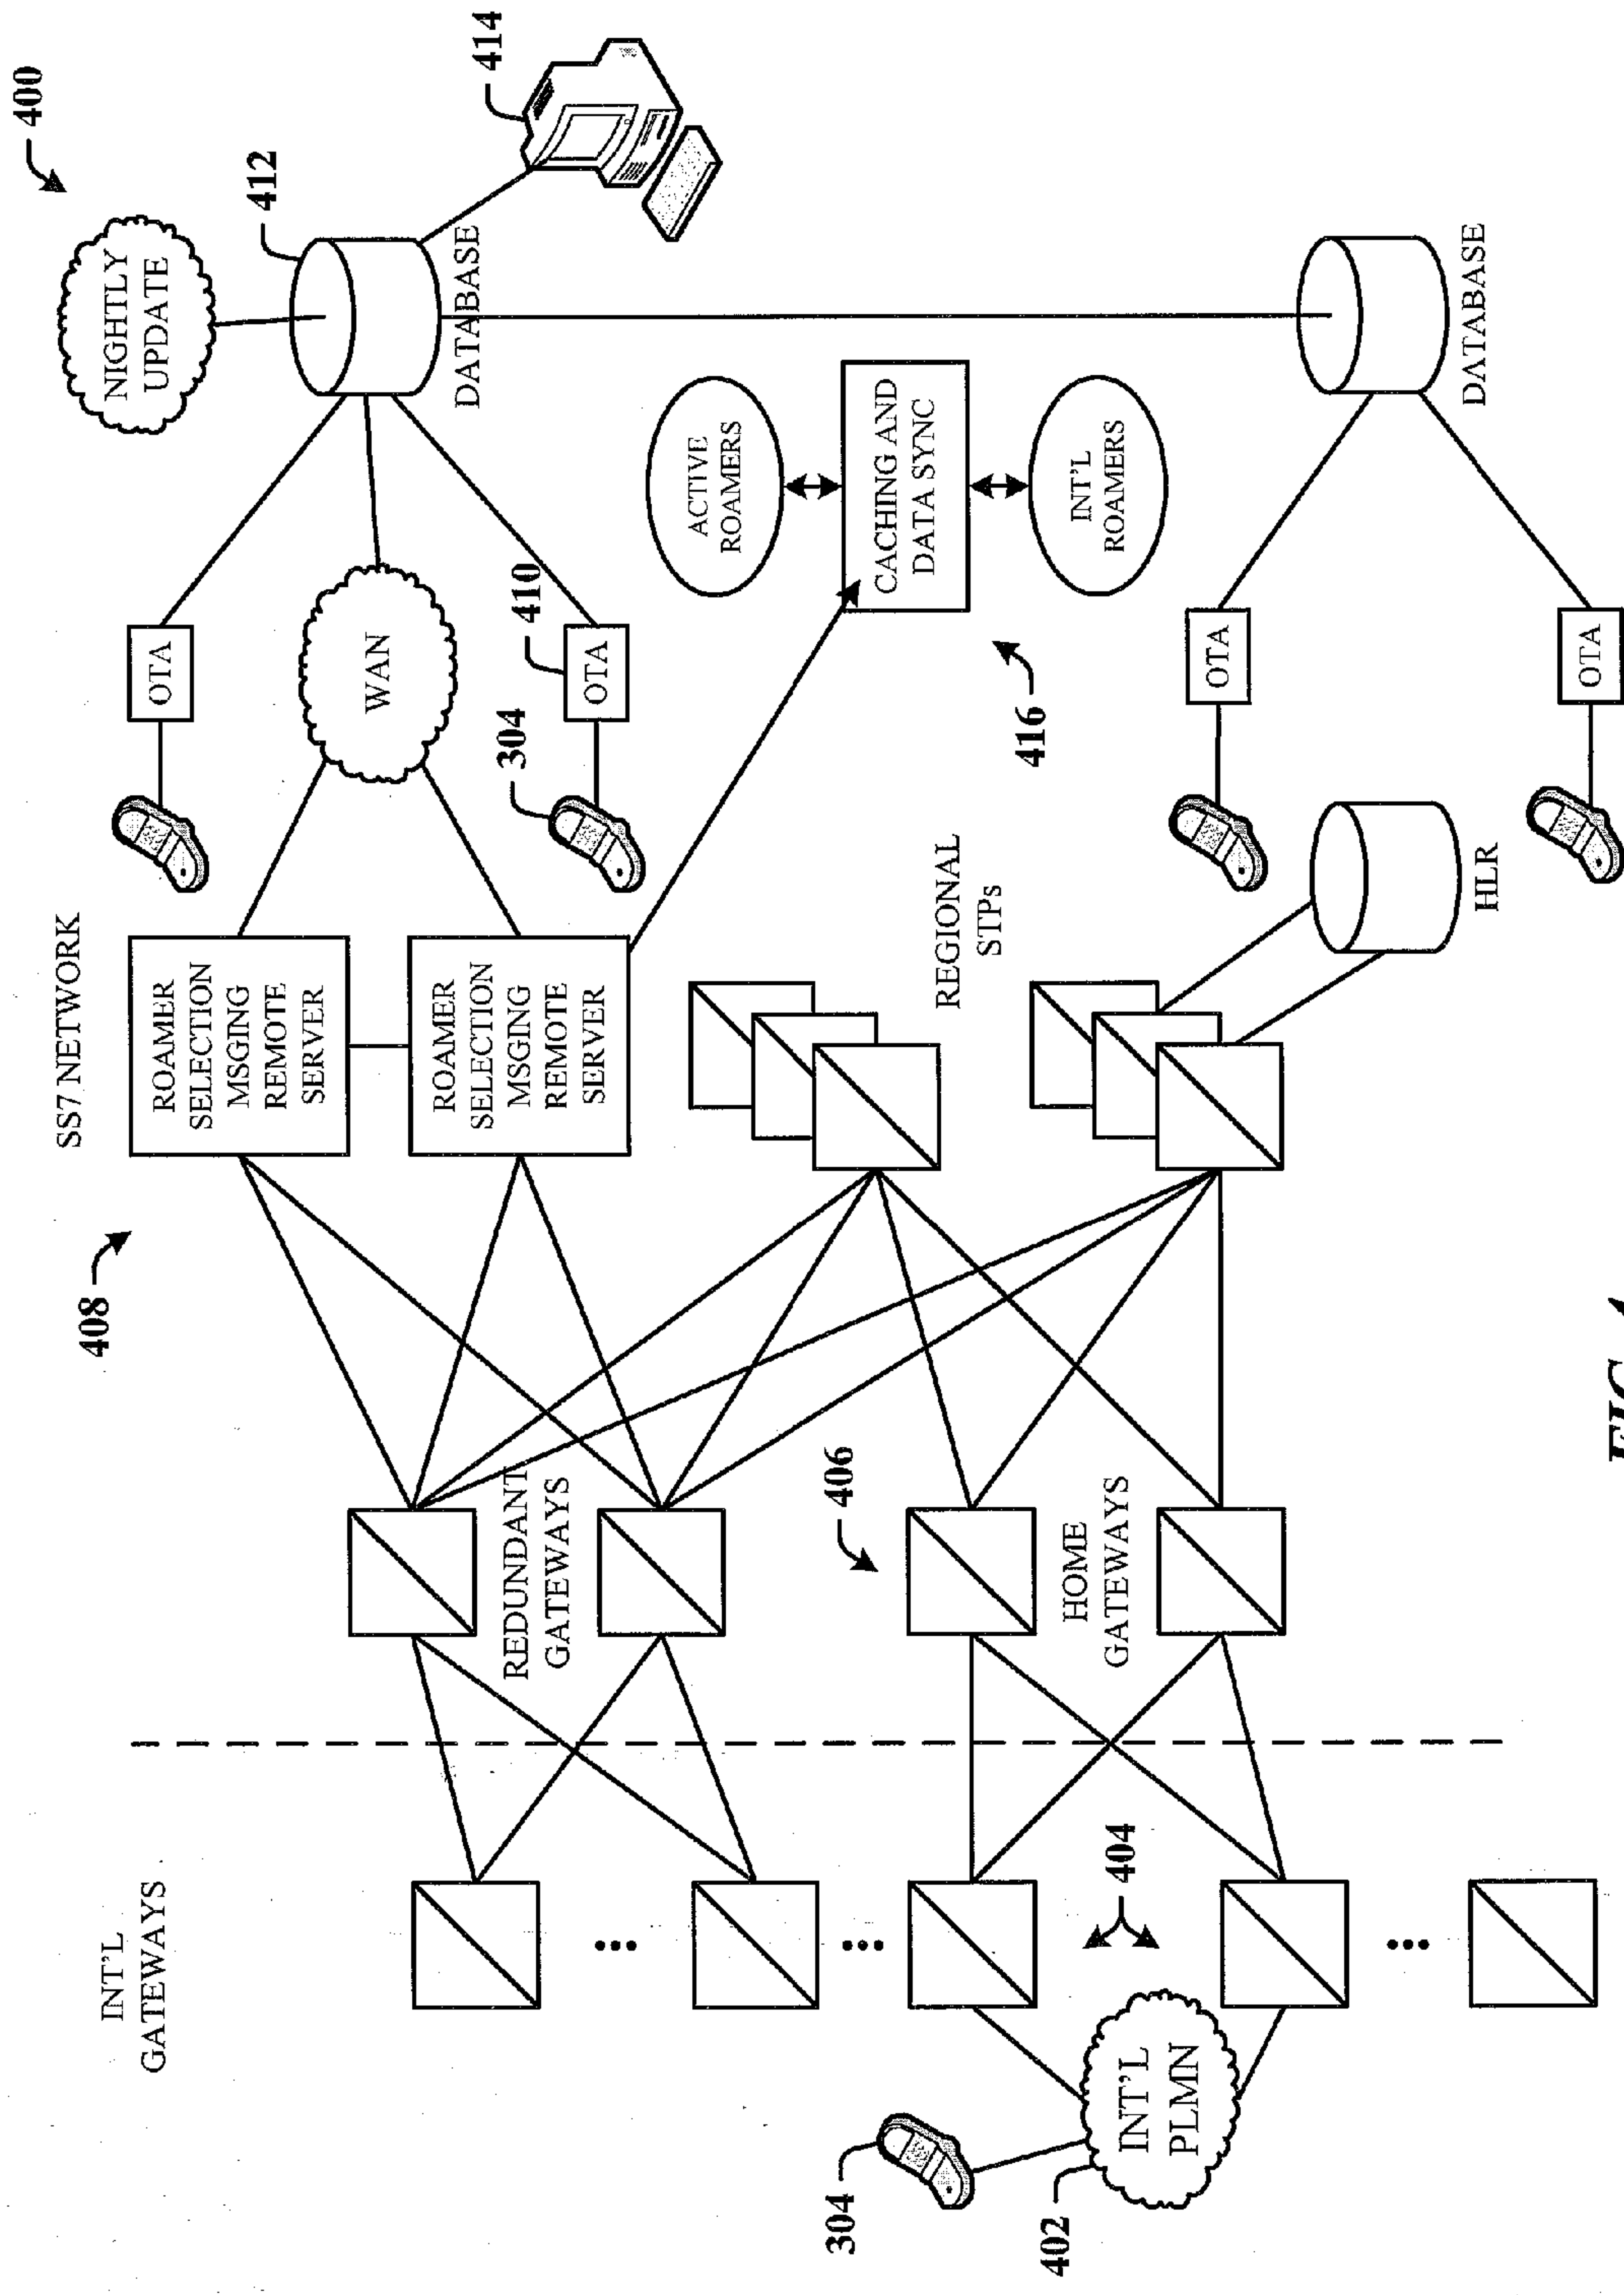 400
NIGHTLY
UPDATE
412
414
DATABASE
SS7 NETWORK
408
ROAMER
SELECTION
MSGING
REMOTE
SERVER
ROAMER
SELECTION
MSGING
REMOTE
SERVER
OTA
WAN
304
410
OTA
ACTIVE
ROAMERS
CACHING AND
DATA SYNC
INT'L
ROAMERS
416
INT'L
GATEWAYS
REDUNDANT
GATEWAYS
406
HOME
GATEWAYS
REGIONAL
STPs
HLR
OTA
OTA
DATABASE
404
304
402
INT'L
PLMN